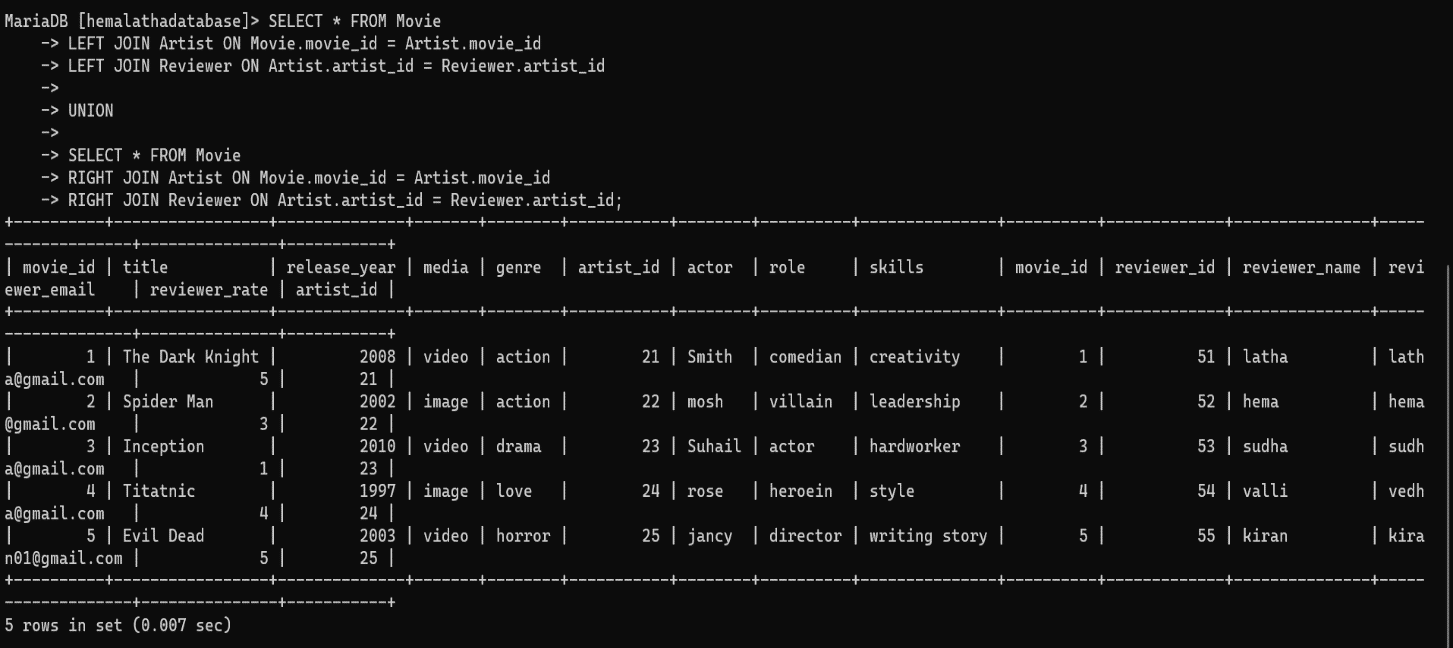 MariaDB [hemalathadatabase]> SELECT * FROM Movie
    -> LEFT JOIN Artist ON Movie.movie_id = Artist.movie_id
    -> LEFT JOIN Reviewer ON Artist.artist_id = Reviewer.artist_id
    ->
    -> UNION
    ->
    -> SELECT * FROM Movie
    -> RIGHT JOIN Artist ON Movie.movie_id = Artist.movie_id
    -> RIGHT JOIN Reviewer ON Artist.artist_id = Reviewer.artist_id;
+----------+-----------------+--------------+-------+--------+-----------+--------+----------+---------------+----------+-------------+---------------+-----
--------------+---------------+-----------+
| movie_id | title           | release_year | media | genre  | artist_id | actor  | role     | skills        | movie_id | reviewer_id | reviewer_name | revi
ewer_email    | reviewer_rate | artist_id |
+----------+-----------------+--------------+-------+--------+-----------+--------+----------+---------------+----------+-------------+---------------+-----
--------------+---------------+-----------+
|        1 | The Dark Knight |         2008 | video | action |        21 | Smith  | comedian | creativity    |        1 |          51 | latha         | lath
a@gmail.com   |             5 |        21 |
|        2 | Spider Man      |         2002 | image | action |        22 | mosh   | villain  | leadership    |        2 |          52 | hema          | hema
@gmail.com    |             3 |        22 |
|        3 | Inception       |         2010 | video | drama  |        23 | Suhail | actor    | hardworker    |        3 |          53 | sudha         | sudh
a@gmail.com   |             1 |        23 |
|        4 | Titatnic        |         1997 | image | love   |        24 | rose   | heroein  | style         |        4 |          54 | valli         | vedh
a@gmail.com   |             4 |        24 |
|        5 | Evil Dead       |         2003 | video | horror |        25 | jancy  | director | writing story |        5 |          55 | kiran         | kira
n01@gmail.com |             5 |        25 |
+----------+-----------------+--------------+-------+--------+-----------+--------+----------+---------------+----------+-------------+---------------+-----
--------------+---------------+-----------+
5 rows in set (0.007 sec)